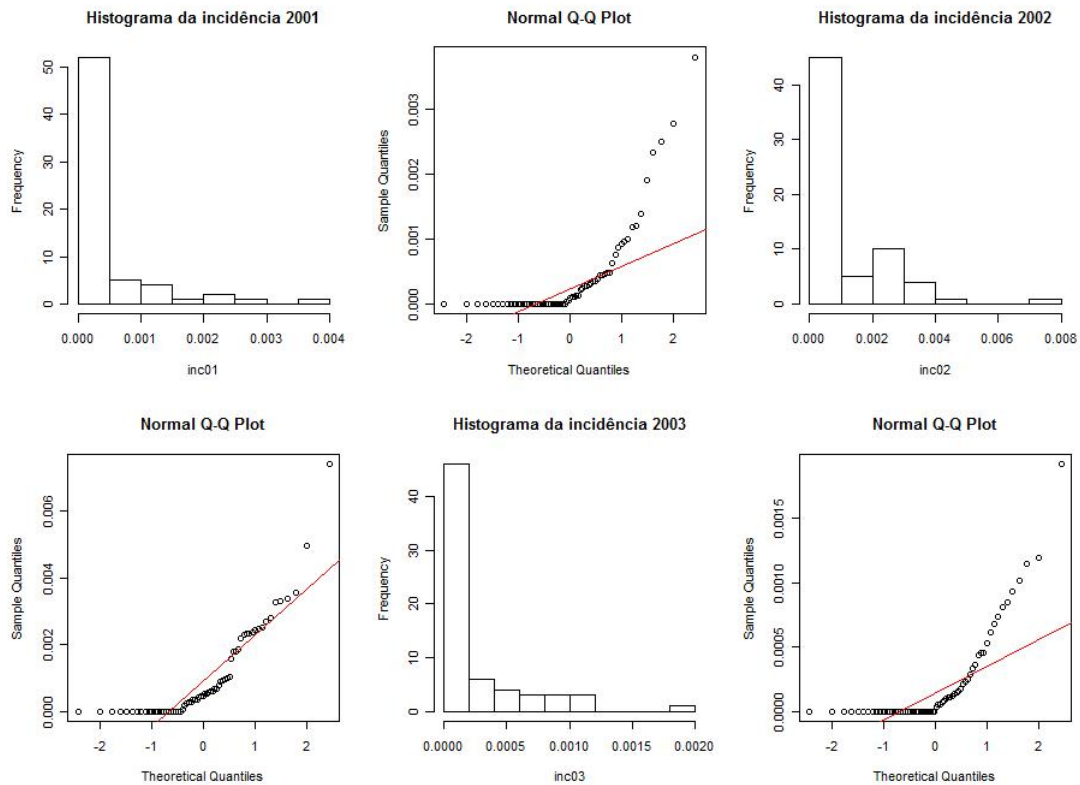 Histograma da incidência 2001
Frequency
0 10 20 30 40 50
0.000 0.001 0.002 0.003 0.004
inc01
Normal Q-Q Plot
Sample Quantiles
0.000 0.001 0.002 0.003
-2 -1 0 1 2
Theoretical Quantiles
Histograma da incidência 2002
Frequency
0 10 20 30 40
0.000 0.002 0.004 0.006 0.008
inc02
Normal Q-Q Plot
Sample Quantiles
0.000 0.002 0.004 0.006
-2 -1 0 1 2
Theoretical Quantiles
Histograma da incidência 2003
Frequency
0 10 20 30 40
0.0000 0.0005 0.0010 0.0015 0.0020
inc03
Normal Q-Q Plot
Sample Quantiles
0.0000 0.0005 0.0010 0.0015
-2 -1 0 1 2
Theoretical Quantiles